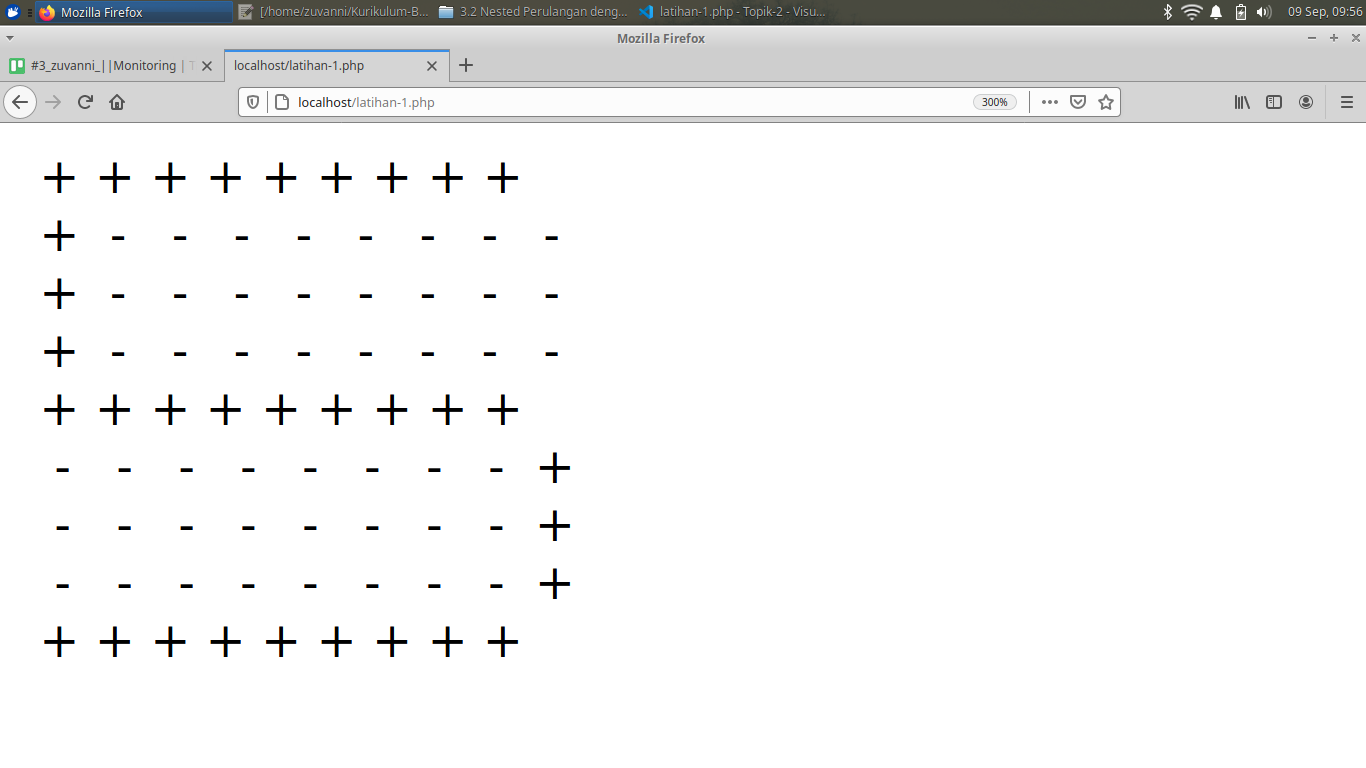 Mozilla Firefox
[/home/zuvanni/Kurikulum-B...
3.2 Nested Perulangan deng...
latihan-1.php - Topik-2 - Visu...
09 Sep, 09:56
Mozilla Firefox
#3_zuvanni_||Monitoring |
localhost/latihan-1.php
localhost/latihan-1.php
300%
+ + + + + + + + +
+ - - - - - - - -
+ - - - - - - - -
+ - - - - - - - -
+ + + + + + + + +
- - - - - - - - +
- - - - - - - - +
- - - - - - - - +
+ + + + + + + + +